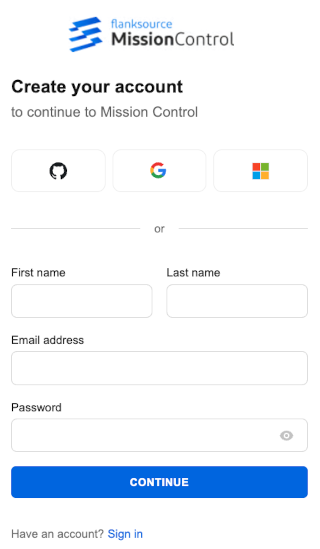 flanksource
MissionControl
Create your account
to continue to Mission Control
or
First name
Last name
Email address
Password
CONTINUE
Have an account? Sign in